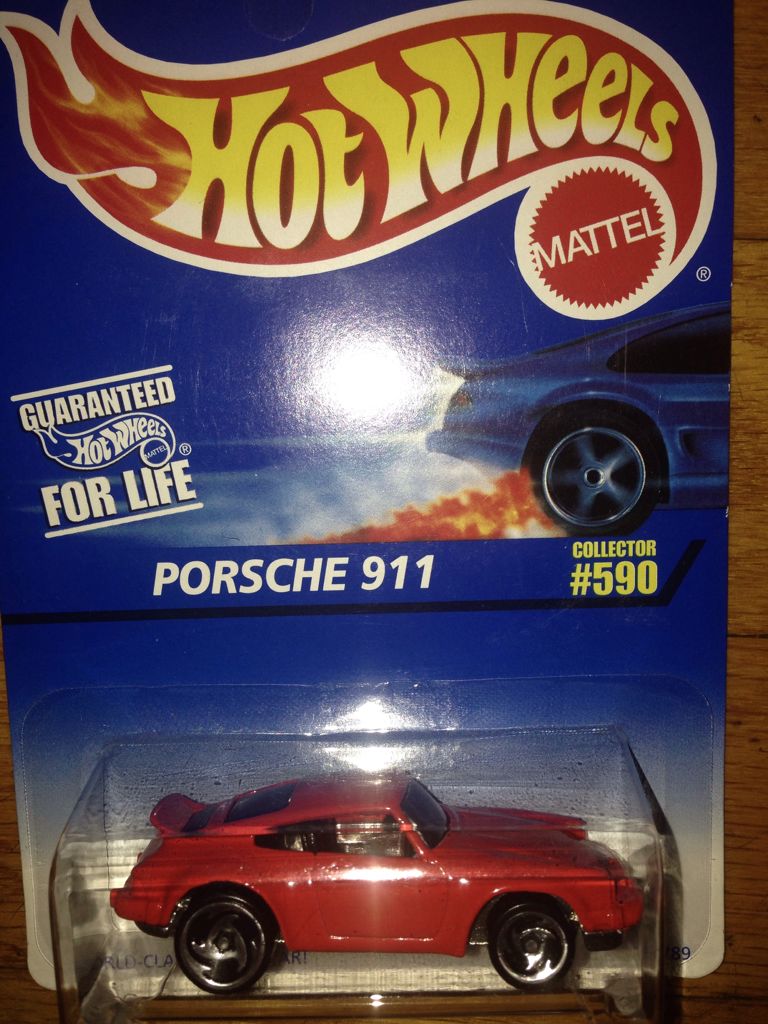 HOT WHEELS
MATTEL
®
GUARANTEED
HOT WHEELS
MATTEL
®
FOR LIFE
PORSCHE 911
COLLECTOR
#590